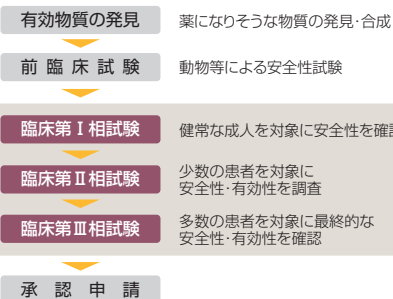 有効物質の発見
薬になりそうな物質の発見・合成
前臨床試験
動物等による安全性試験
臨床第Ⅰ相試験
健常な成人を対象に安全性を確
臨床第Ⅱ相試験
少数の患者を対象に
安全性・有効性を調査
臨床第Ⅲ相試験
多数の患者を対象に最終的な
安全性・有効性を確認
承認申請